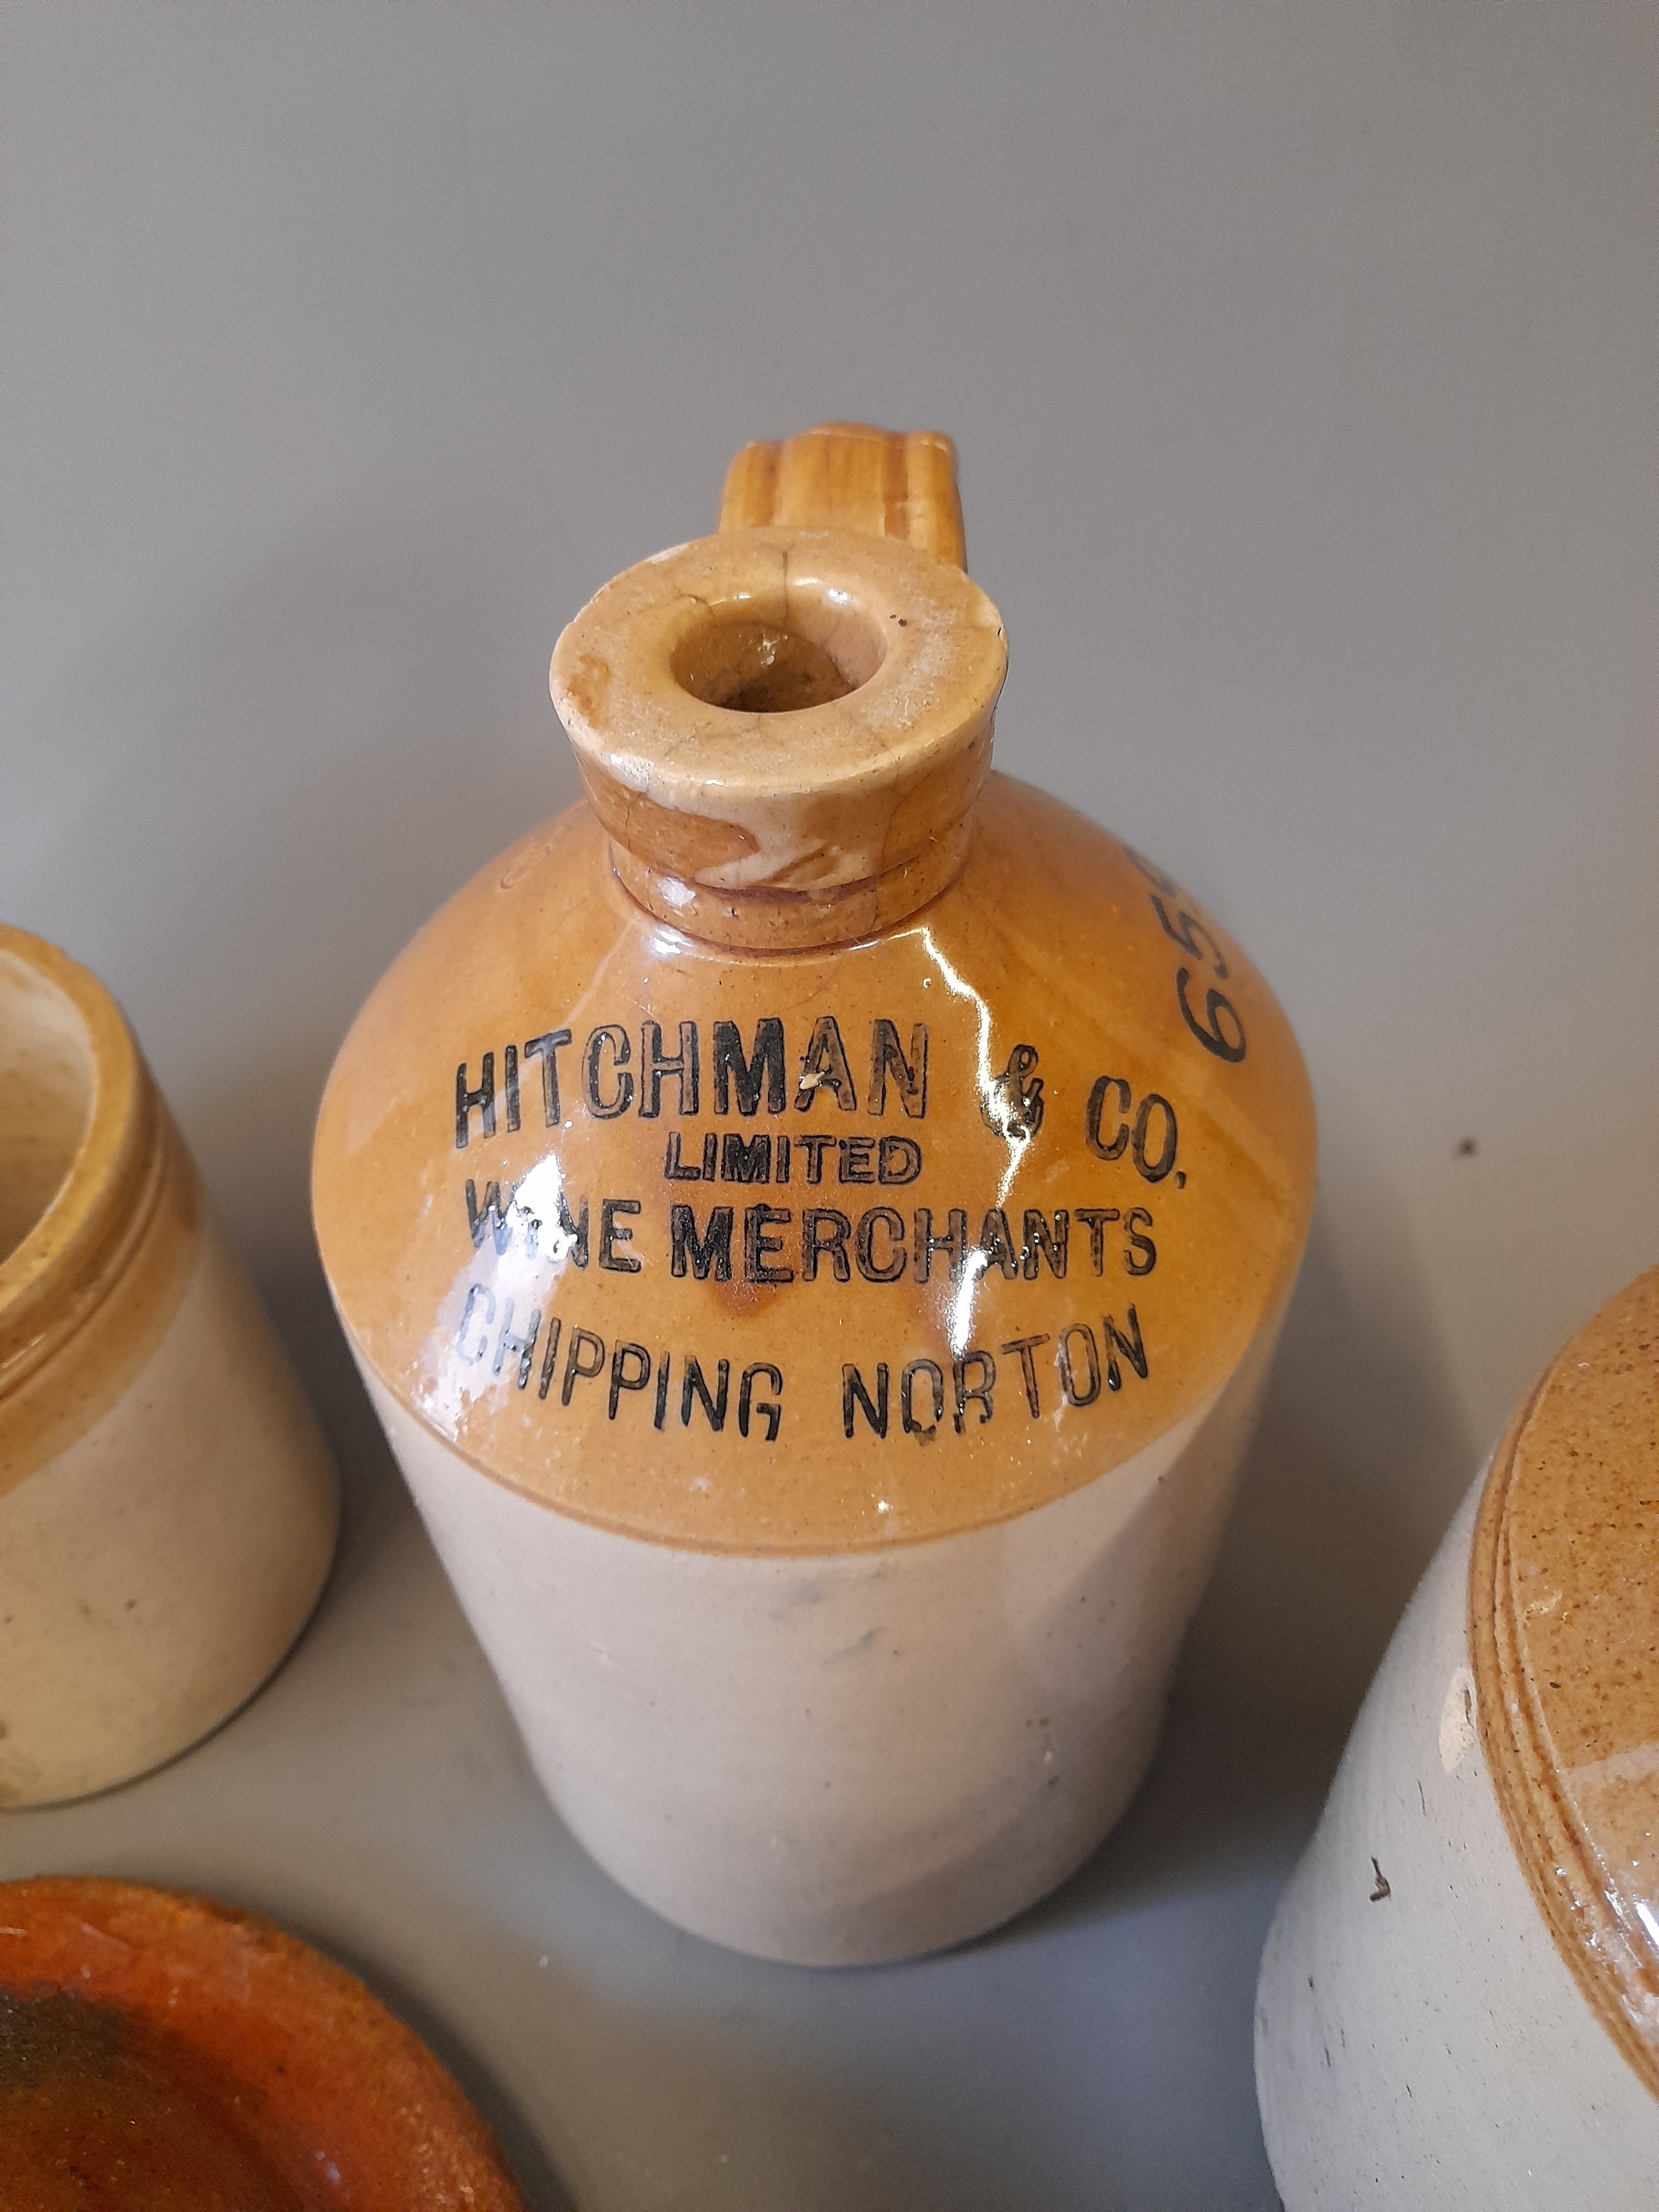 HITCHMAN & CO.
LIMITED
WINE MERCHANTS
CHIPPING NORTON